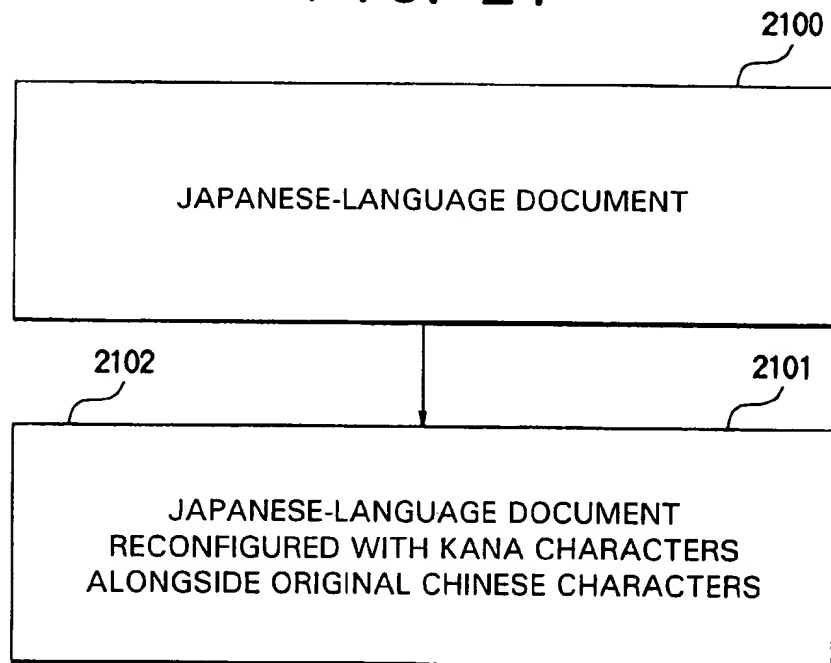 2100
JAPANESE-LANGUAGE DOCUMENT
2102
2101
JAPANESE-LANGUAGE DOCUMENT
RECONFIGURED WITH KANA CHARACTERS
ALONGSIDE ORIGINAL CHINESE CHARACTERS